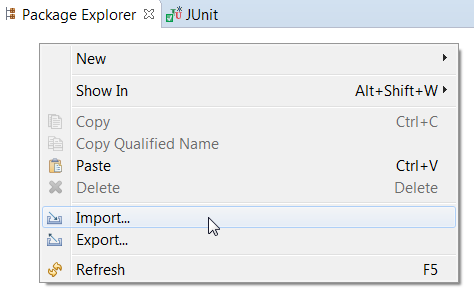 Package Explorer JUnit
New
Show In Alt+Shift+W
Copy Ctrl+C
Copy Qualified Name
Paste Ctrl+V
Delete Delete
Import...
Export...
Refresh F5